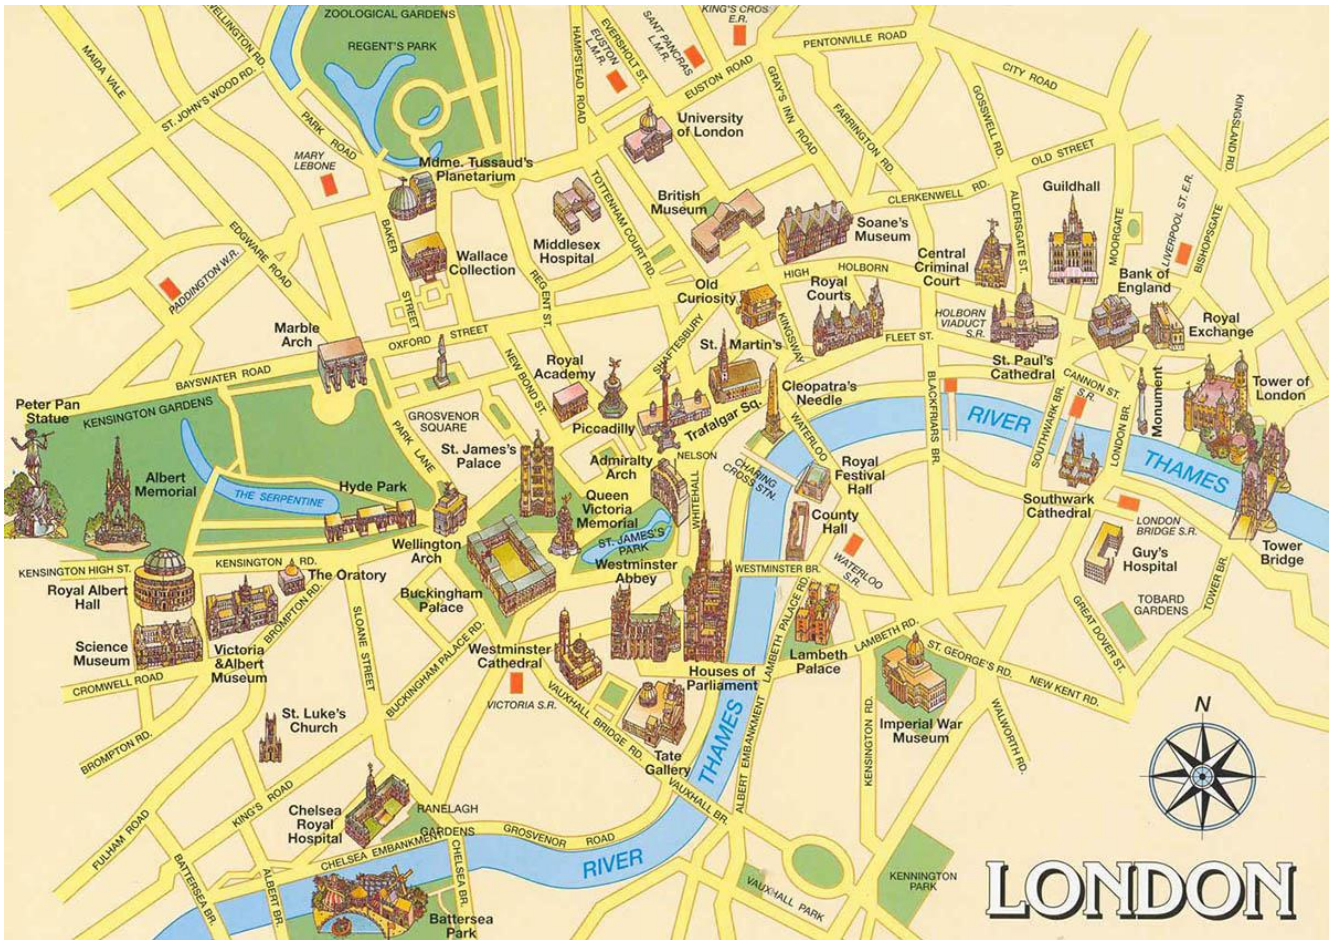 ZOOLOGICAL GARDENS
REGENT'S PARK
WELLINGTON RD.
MAIDA VALE
ST. JOHN'S WOOD RD.
PARK ROAD
HAMPSTEAD ROAD
EVERSHOLT ST.
EUSTON
L.M.R.
SANT PANCRAS
L.M.R.
KING'S CROS
E.R.
EUSTON ROAD
PENTONVILLE ROAD
CITY ROAD
GRAY'S INN ROAD
FARRINGTON RD.
GOSSWELL RD.
OLD STREET
KINGSLAND RD.
University
of London
MARY
LEBONE
Mdme. Tussaud's
Planetarium
TOTTENHAM COURT RD.
British
Museum
CLERKENWELL RD.
Guildhall
ALDERSGATE ST.
MOORGATE
LIVERPOOL ST. E.R.
BISHOPSGATE
EDGWARE ROAD
BAKER
STREET
Wallace
Collection
Middlesex
Hospital
REGENT ST.
Soane's
Museum
Central
Criminal
Court
HIGH HOLBORN
PADDINGTON W.R.
Old
Curiosity
Royal
Courts
Bank of
England
Royal
Exchange
HOLBORN
VIADUCT
S.R.
FLEET ST.
KINGSWAY
SHAFTESBURY
St. Martin's
Marble
Arch
OXFORD STREET
NEW BOND ST.
Royal
Academy
St. Paul's
Cathedral
CANNON ST.
S.R.
BAYSWATER ROAD
KENSINGTON GARDENS
Peter Pan
Statue
GROSVENOR
SQUARE
PARK LANE
Piccadilly
Trafalgar Sq.
Cleopatra's
Needle
BLACKFRIARS BR.
RIVER
SOUTHWARK BR.
LONDON BR.
Monument
Tower of
London
THAMES
St. James's
Palace
Admiralty
Arch
NELSON
WHITEHALL
CHARING
CROSS STN.
WATERLOO
Royal
Festival
Hall
Albert
Memorial
THE SERPENTINE
Hyde Park
Queen
Victoria
Memorial
ST. JAMES'S
PARK
County
Hall
Southwark
Cathedral
LONDON
BRIDGE S.R.
Wellington
Arch
Westminster
Abbey
WESTMINSTER BR.
WATERLOO
S.R.
Guy's
Hospital
Tower
Bridge
KENSINGTON HIGH ST.
KENSINGTON RD.
The Oratory
Royal Albert
Hall
BROMPTON RD.
Buckingham
Palace
TOBARD
GARDENS
TOWER BR.
GREAT DOVER ST.
Science
Museum
Victoria
&Albert
Museum
SLOANE STREET
BUCKINGHAM PALACE RD.
Westminster
Cathedral
Houses of
Parliament
LAMBETH PALACE RD.
Lambeth
Palace
LAMBETH RD.
ST. GEORGE'S RD.
NEW KENT RD.
CROMWELL ROAD
VICTORIA S.R.
VAUXHALL BRIDGE RD.
Tate
Gallery
THAMES
ALBERT EMBANKMENT
KENSINGTON RD.
Imperial War
Museum
WALWORTH RD.
N
BROMPTON RD.
St. Luke's
Church
KING'S ROAD
Chelsea
Royal
Hospital
RANELAGH
GARDENS
GROSVENOR ROAD
VAUXHALL BR.
FULHAM ROAD
CHELSEA EMBANKMENT
RIVER
BATTERSEA BR.
ALBERT BR.
CHELSEA BR.
Battersea
Park
VAUXHALL PARK
KENNINGTON
PARK
LONDON